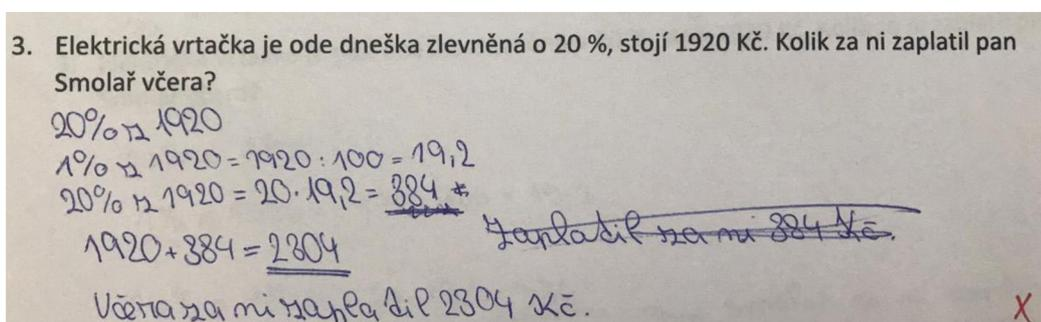 3. Elektrická vrtačka je ode dneška zlevněná o 20 %, stojí 1920 Kč. Kolik za ni zaplatil pan
Smolař včera?
20% z 1920
1% z 1920 = 1920 : 100 = 19,2
20% z 1920 = 20 · 19,2 = 384 *
Zaplatil za ni 384 Kč.
1920 + 384 = 2304
Včera za ni zaplatil 2304 Kč.
X